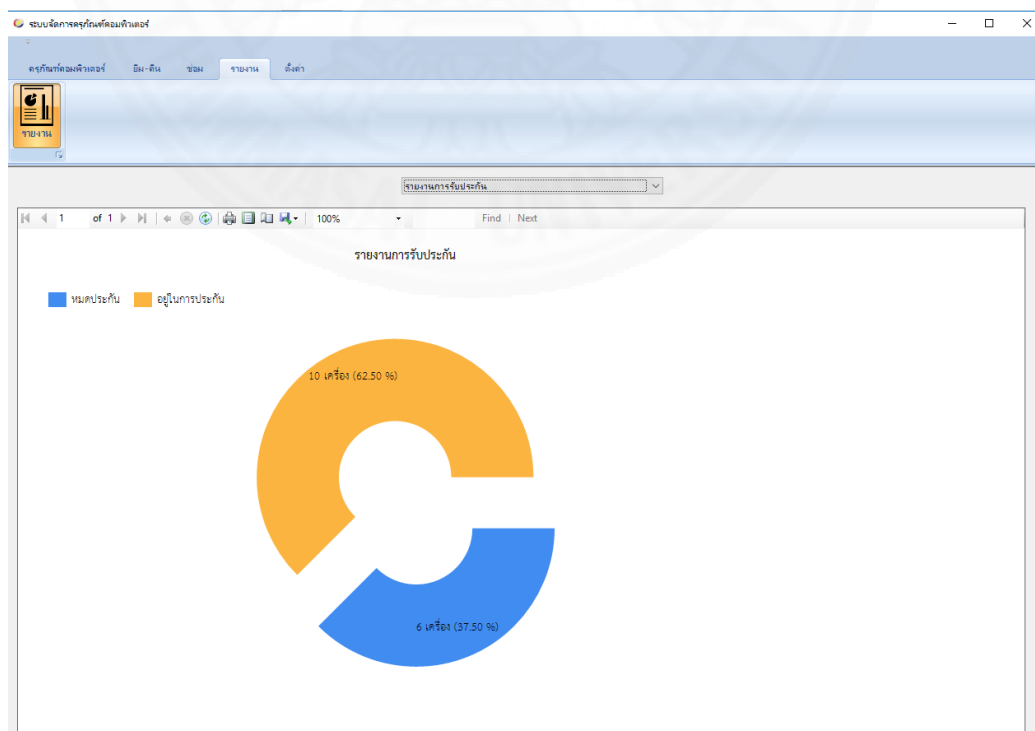 ระบบจัดการครุภัณฑ์คอมพิวเตอร์
ครุภัณฑ์คอมพิวเตอร์ ยืม-คืน ซ่อม รายงาน ตั้งค่า
รายงาน
รายงานการรับประกัน
1 of 1 100% Find | Next
รายงานการรับประกัน
หมดประกัน อยู่ในการประกัน
10 เครื่อง (62.50 %)
6 เครื่อง (37.50 %)